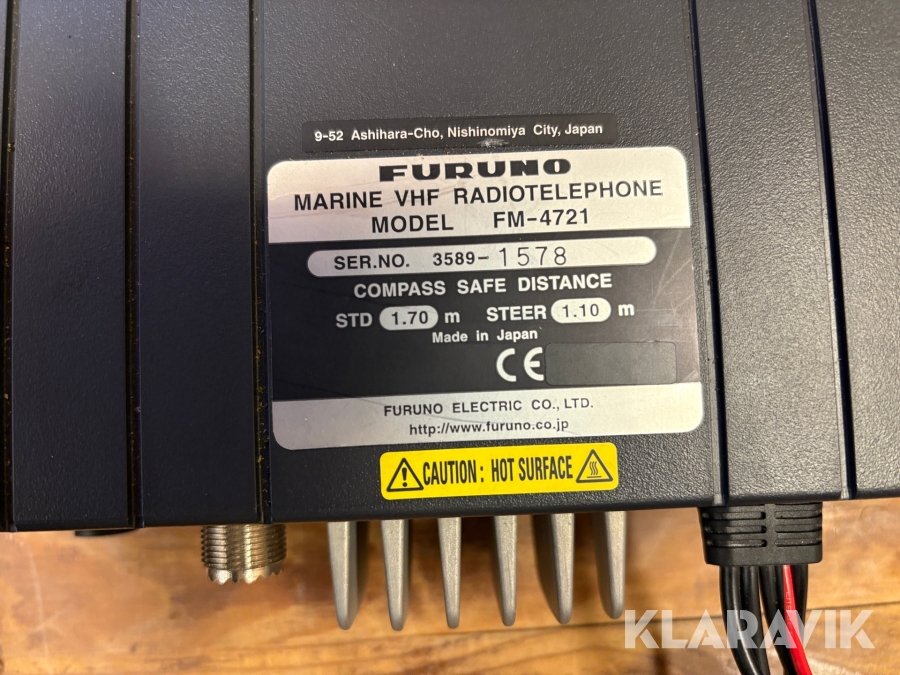 9-52 Ashihara-Cho, Nishinomiya City, Japan
FURUNO
MARINE VHF RADIOTELEPHONE
MODEL FM-4721
SER.NO. 3589-1578
COMPASS SAFE DISTANCE
STD 1.70 m STEER 1.10 m
Made in Japan
CE
FURUNO ELECTRIC CO., LTD.
http://www.furuno.co.jp
CAUTION : HOT SURFACE
KLARAVIK